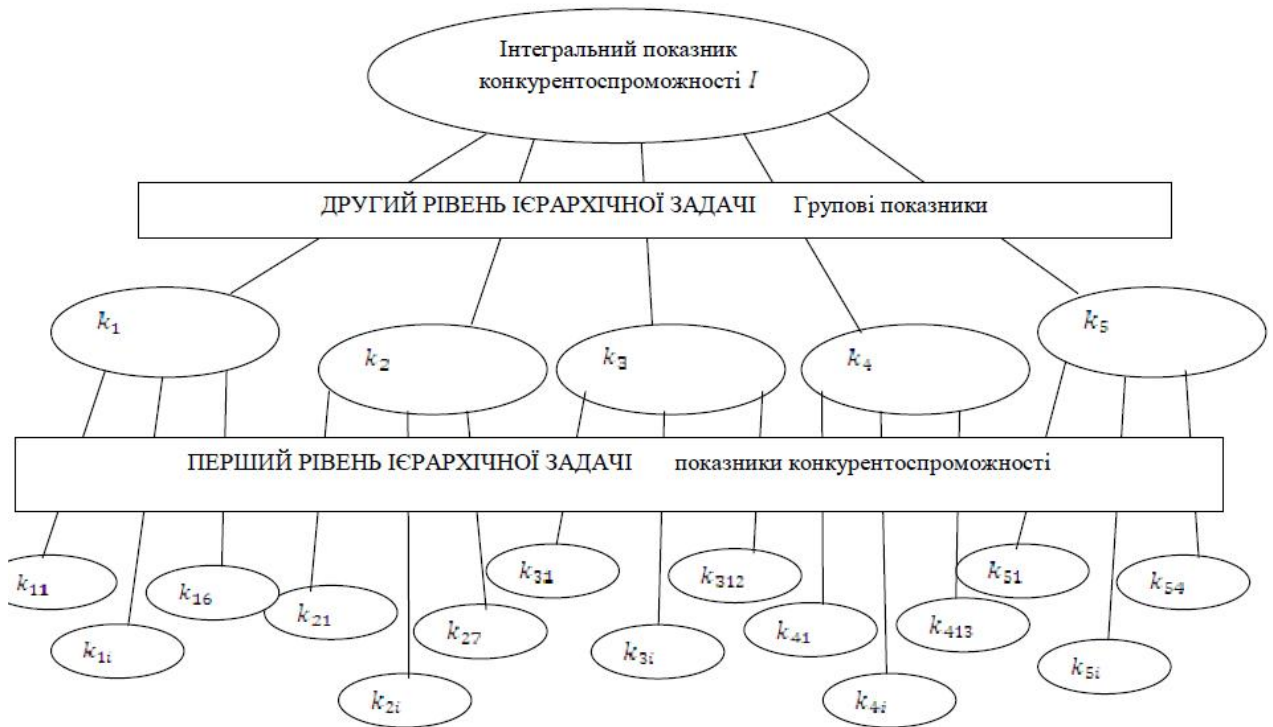 Інтегральний показник
конкурентоспроможності I
ДРУГИЙ РІВЕНЬ ІЄРАРХІЧНОЇ ЗАДАЧІ Групові показники
k₁
k₂
k₃
k₄
k₅
ПЕРШИЙ РІВЕНЬ ІЄРАРХІЧНОЇ ЗАДАЧІ показники конкурентоспроможності
k₁₁
k₁ᵢ
k₁₆
k₂₁
k₂ᵢ
k₂₇
k₃₁
k₃ᵢ
k₃₁₂
k₄₁
k₄ᵢ
k₄₁₃
k₅₁
k₅ᵢ
k₅₄